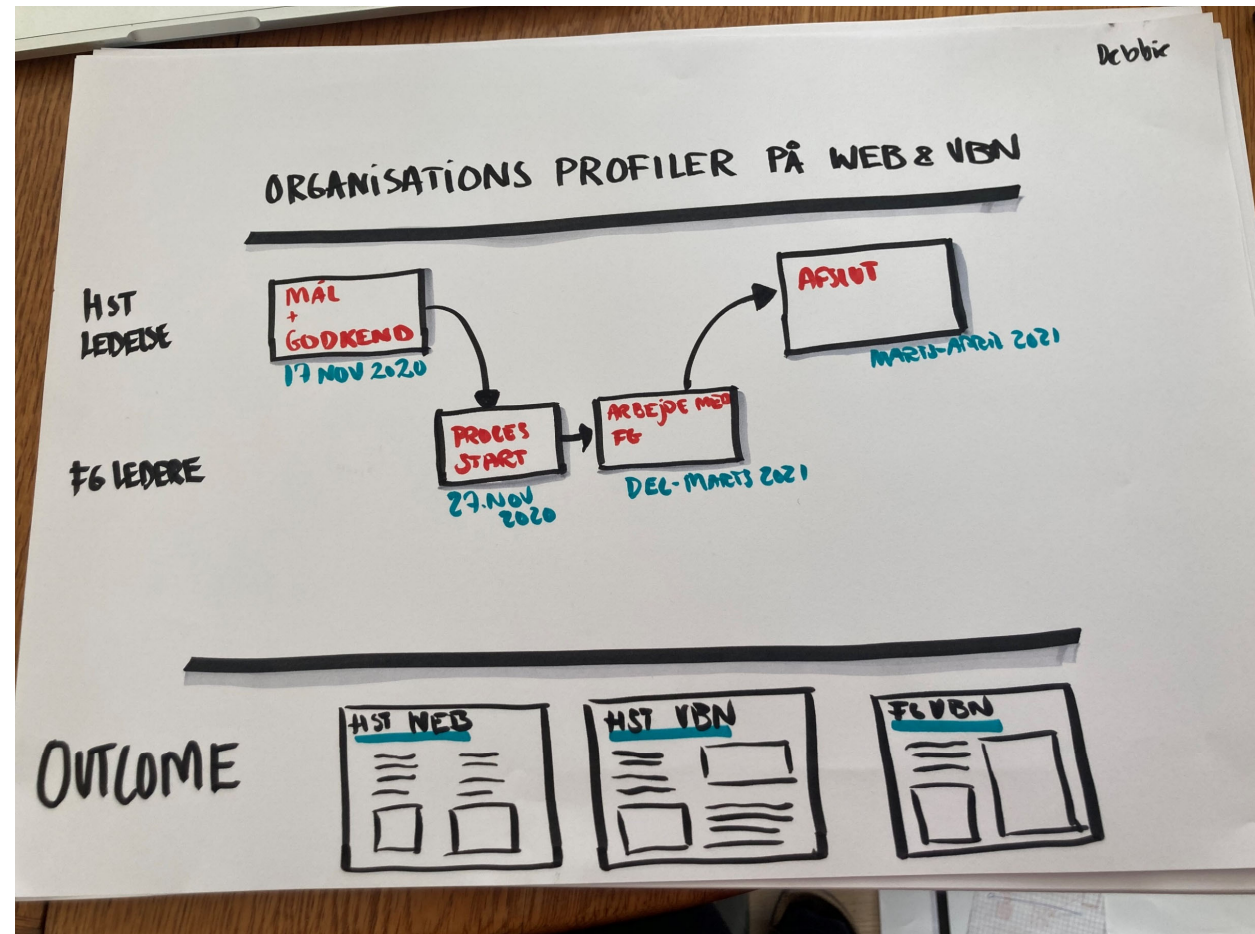 Debbie
ORGANISATIONS PROFILER PÅ WEB & VBN
HST
LEDELSE
MÅL
+
GODKEND
17 NOV 2020
AFSLUT
MARTS-APRIL 2021
FG LEDERE
PROCES
START
27. NOV
2020
ARBEJDE MED
FG
DEC- MARTS 2021
OUTCOME
HST WEB
HST VBN
FG VBN